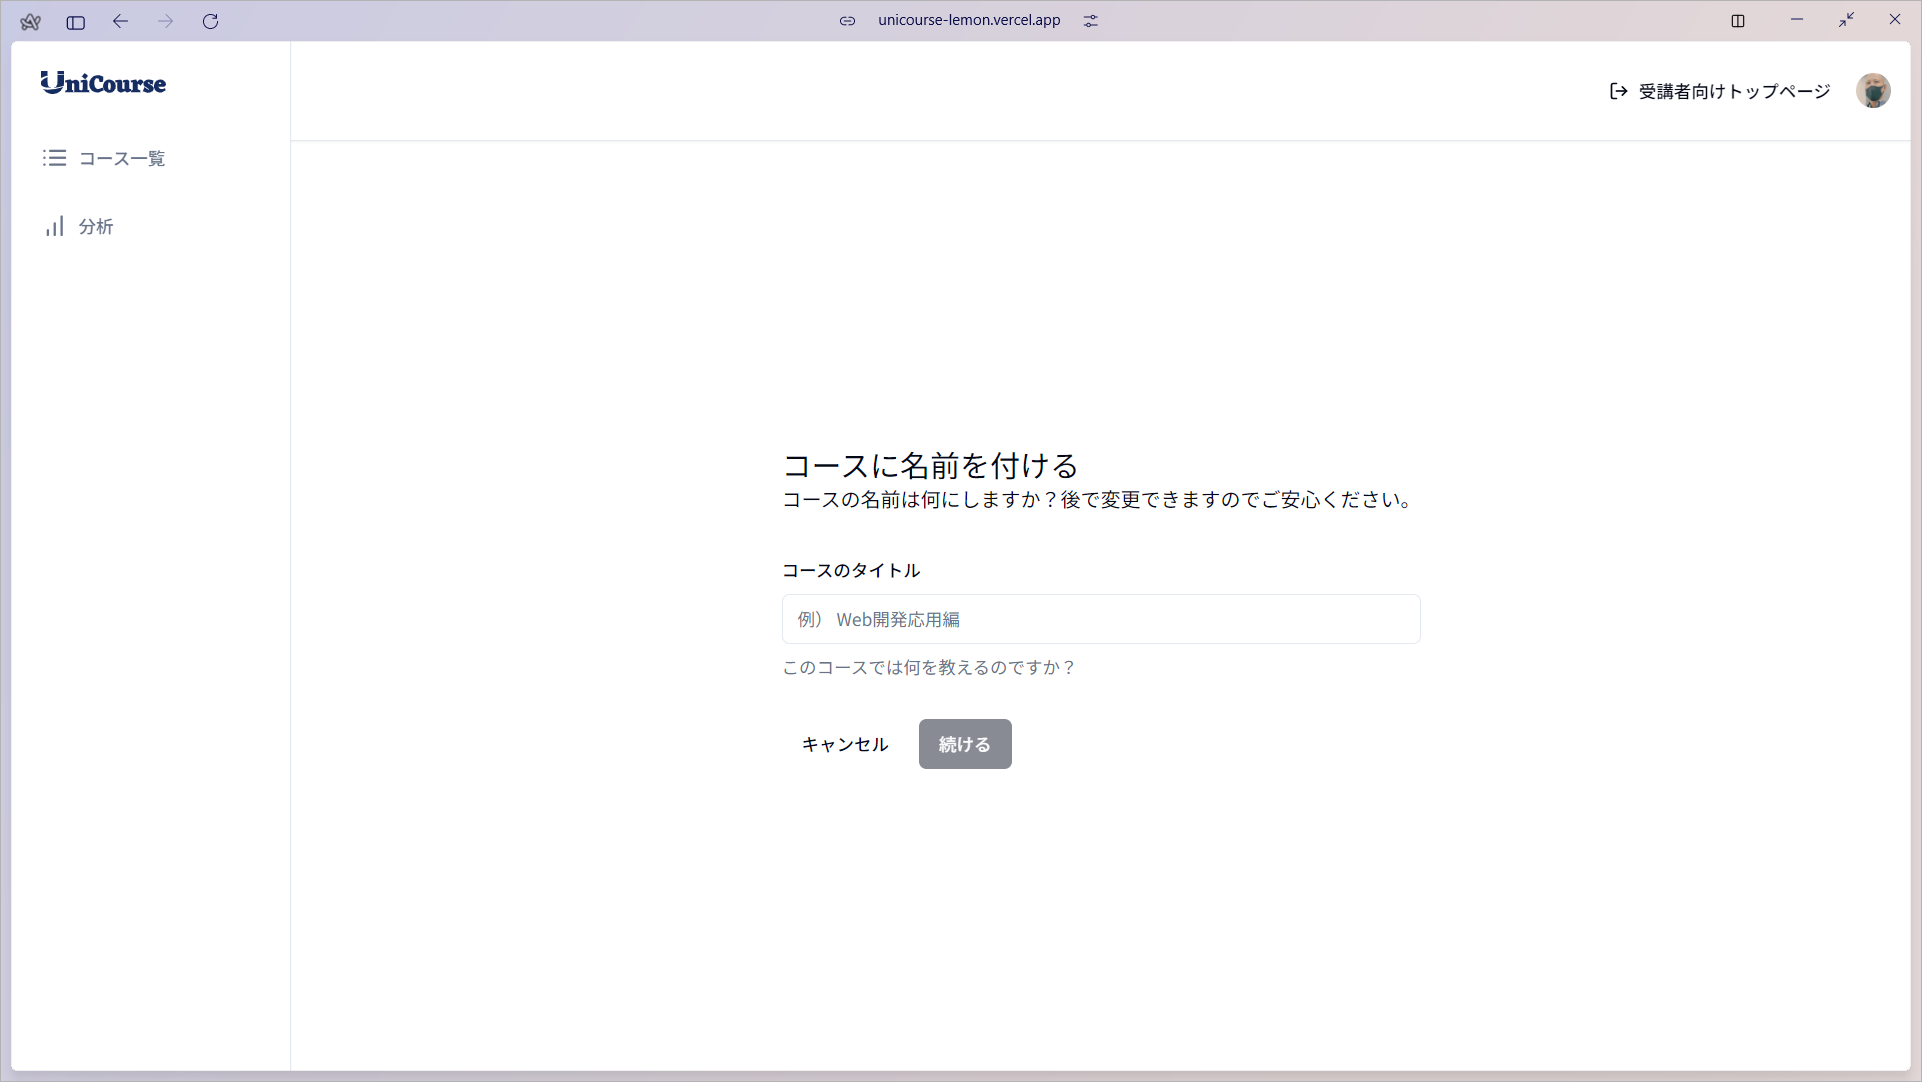 unicourse-lemon.vercel.app
UniCourse
受講者向けトップページ
コース一覧
分析
コースに名前を付ける
コースの名前は何にしますか？後で変更できますのでご安心ください。
コースのタイトル
例） Web開発応用編
このコースでは何を教えるのですか？
キャンセル
続ける